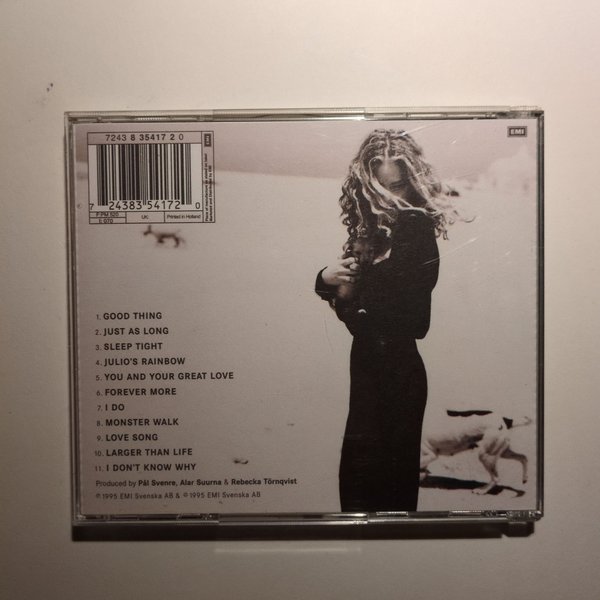 7243 8 35417 20
EMI
EMI
7 24383 54172 0
UK:
Printed in Holland
1. GOOD THING
2. JUST AS LONG
3. SLEEP TIGHT
4. JULIO'S RAINBOW
5. YOU AND YOUR GREAT LOVE
6. FOREVER MORE
7. I DO
8. MONSTER WALK
9. LOVE SONG
10. LARGER THAN LIFE
11. I DON'T KNOW WHY
Produced by Pål Svenre, Alar Suurna & Rebecka Törnqvist
℗ 1995 EMI Svenska AB & © 1995 EMI Svenska AB